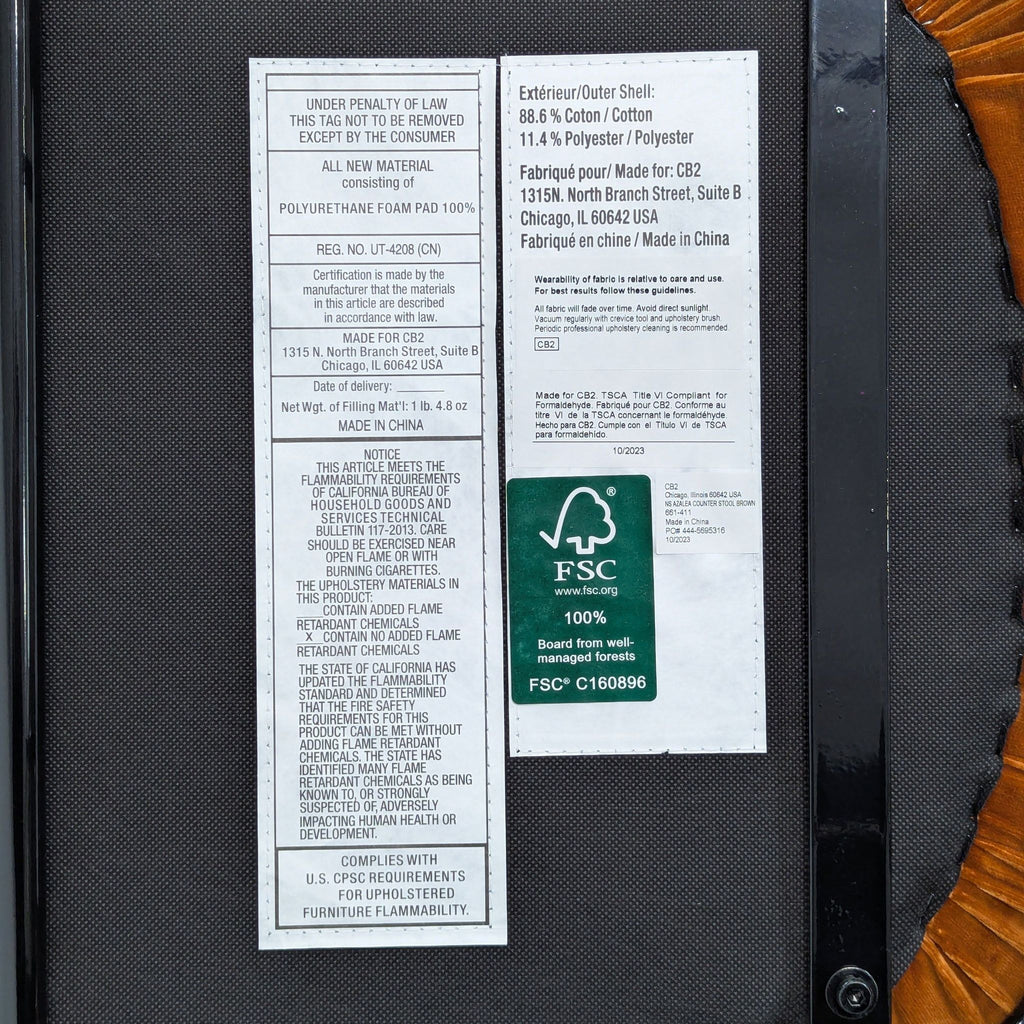 UNDER PENALTY OF LAW
THIS TAG NOT TO BE REMOVED
EXCEPT BY THE CONSUMER
ALL NEW MATERIAL
consisting of
POLYURETHANE FOAM PAD 100%
REG. NO. UT-4208 (CN)
Certification is made by the
manufacturer that the materials
in this article are described
in accordance with law.
MADE FOR CB2
1315 N. North Branch Street, Suite B
Chicago, IL 60642 USA
Date of delivery: ______
Net Wgt. of Filling Mat'l: 1 lb. 4.8 oz
MADE IN CHINA
NOTICE
THIS ARTICLE MEETS THE
FLAMMABILITY REQUIREMENTS
OF CALIFORNIA BUREAU OF
HOUSEHOLD GOODS AND
SERVICES TECHNICAL
BULLETIN 117-2013. CARE
SHOULD BE EXERCISED NEAR
OPEN FLAME OR WITH
BURNING CIGARETTES.
THE UPHOLSTERY MATERIALS IN
THIS PRODUCT:
____CONTAIN ADDED FLAME
RETARDANT CHEMICALS
X CONTAIN NO ADDED FLAME
RETARDANT CHEMICALS
THE STATE OF CALIFORNIA HAS
UPDATED THE FLAMMABILITY
STANDARD AND DETERMINED
THAT THE FIRE SAFETY
REQUIREMENTS FOR THIS
PRODUCT CAN BE MET WITHOUT
ADDING FLAME RETARDANT
CHEMICALS. THE STATE HAS
IDENTIFIED MANY FLAME
RETARDANT CHEMICALS AS BEING
KNOWN TO, OR STRONGLY
SUSPECTED OF, ADVERSELY
IMPACTING HUMAN HEALTH OR
DEVELOPMENT.
COMPLIES WITH
U.S. CPSC REQUIREMENTS
FOR UPHOLSTERED
FURNITURE FLAMMABILITY.
Extérieur/Outer Shell:
88.6 % Coton / Cotton
11.4 % Polyester / Polyester
Fabriqué pour/ Made for: CB2
1315N. North Branch Street, Suite B
Chicago, IL 60642 USA
Fabriqué en chine / Made in China
Wearability of fabric is relative to care and use.
For best results follow these guidelines.
All fabric will fade over time. Avoid direct sunlight.
Vacuum regularly with crevice tool and upholstery brush.
Periodic professional upholstery cleaning is recommended.
CB2
Made for CB2. TSCA Title VI Compliant for
Formaldehyde. Fabriqué pour CB2. Conforme au
titre VI de la TSCA concernant le formaldéhyde.
Hecho para CB2. Cumple con el Título VI de TSCA
para formaldehído.
10/2023
®
FSC
www.fsc.org
100%
Board from well-
managed forests
FSC® C160896
CB2
Chicago, Illinois 60642 USA
NS AZALEA COUNTER STOOL BROWN
661-411
Made in China
PO# 444-5695316
10/2023